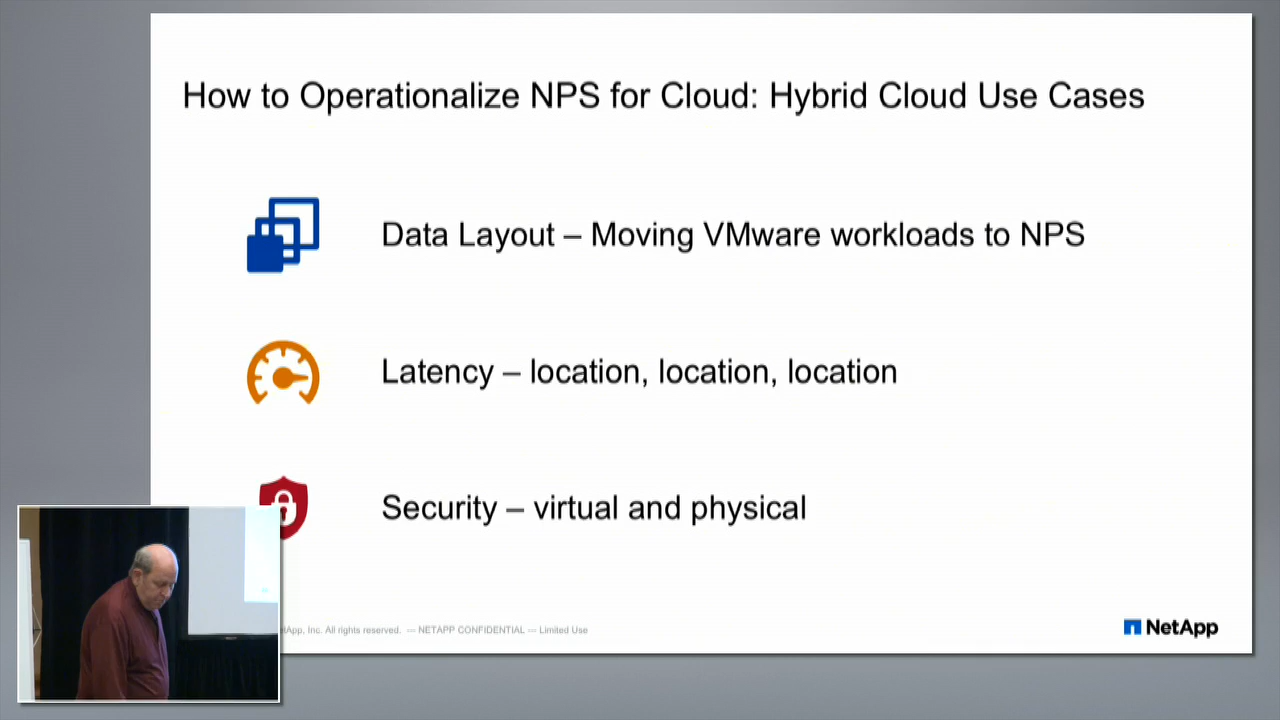 How to Operationalize NPS for Cloud: Hybrid Cloud Use Cases
Data Layout – Moving VMware workloads to NPS
Latency – location, location, location
Security – virtual and physical
Inc. All rights reserved. --- NETAPP CONFIDENTIAL --- Limited Use
NetApp